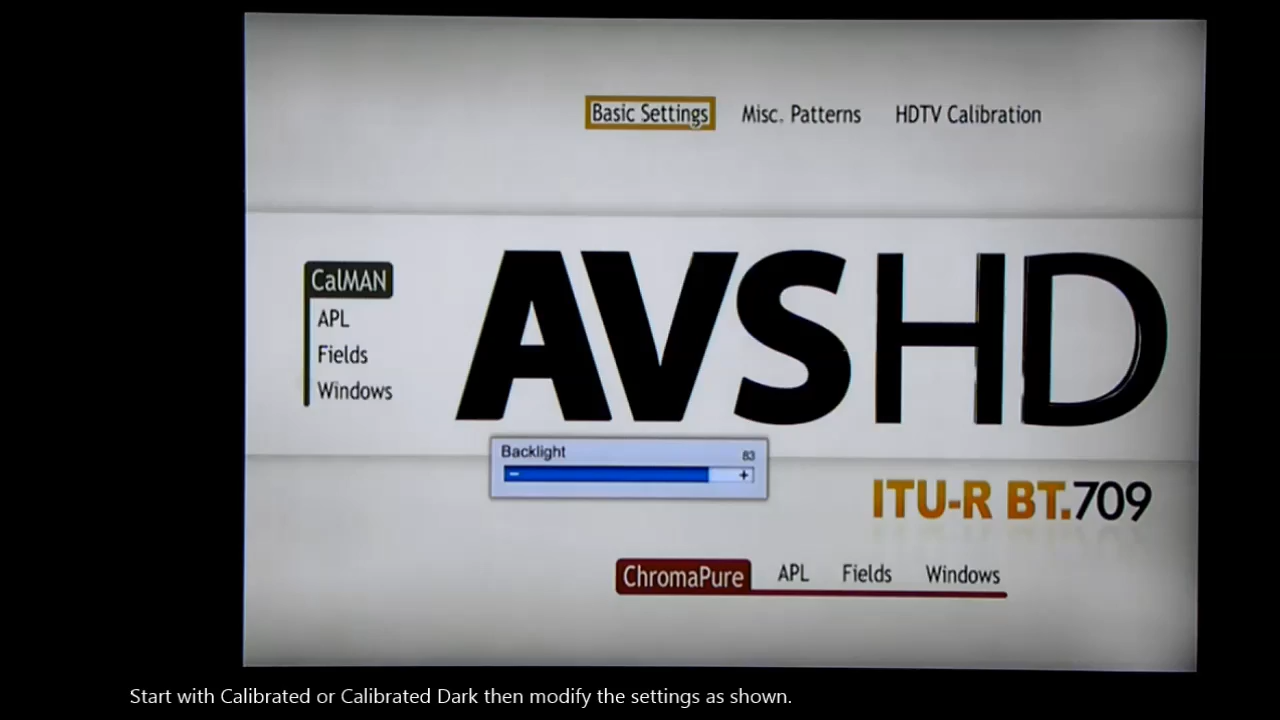 Basic Settings Misc. Patterns HDTV Calibration
CalMAN
APL
Fields
Windows
AVSHD
Backlight 83
- +
ITU-R BT.709
ChromaPure APL Fields Windows
Start with Calibrated or Calibrated Dark then modify the settings as shown.